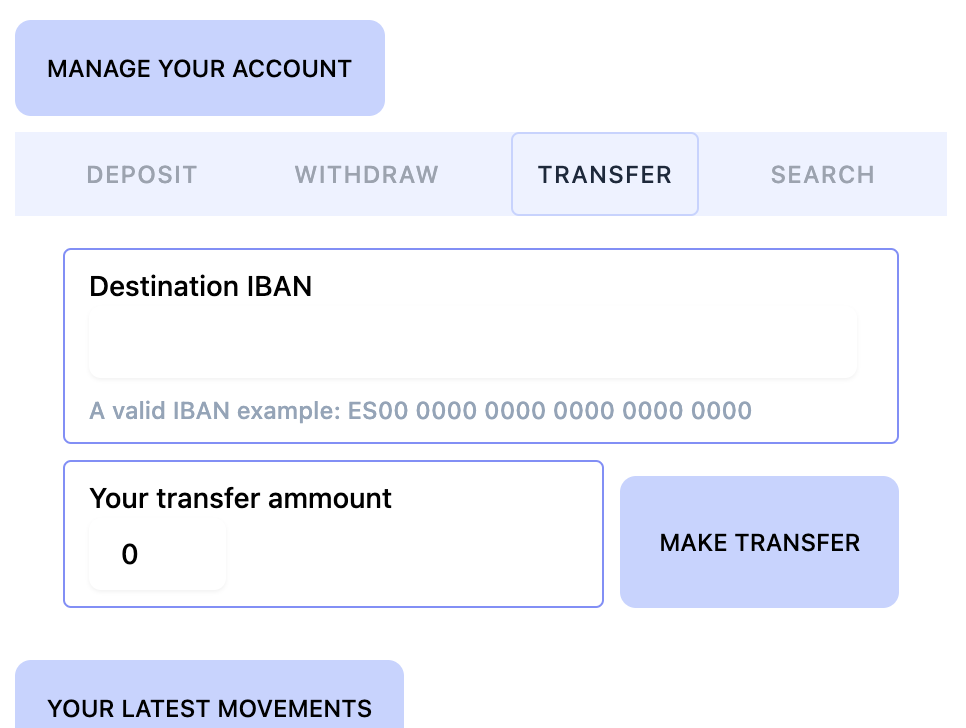 MANAGE YOUR ACCOUNT
DEPOSIT WITHDRAW TRANSFER SEARCH
Destination IBAN
A valid IBAN example: ES00 0000 0000 0000 0000 0000
Your transfer ammount
0
MAKE TRANSFER
YOUR LATEST MOVEMENTS